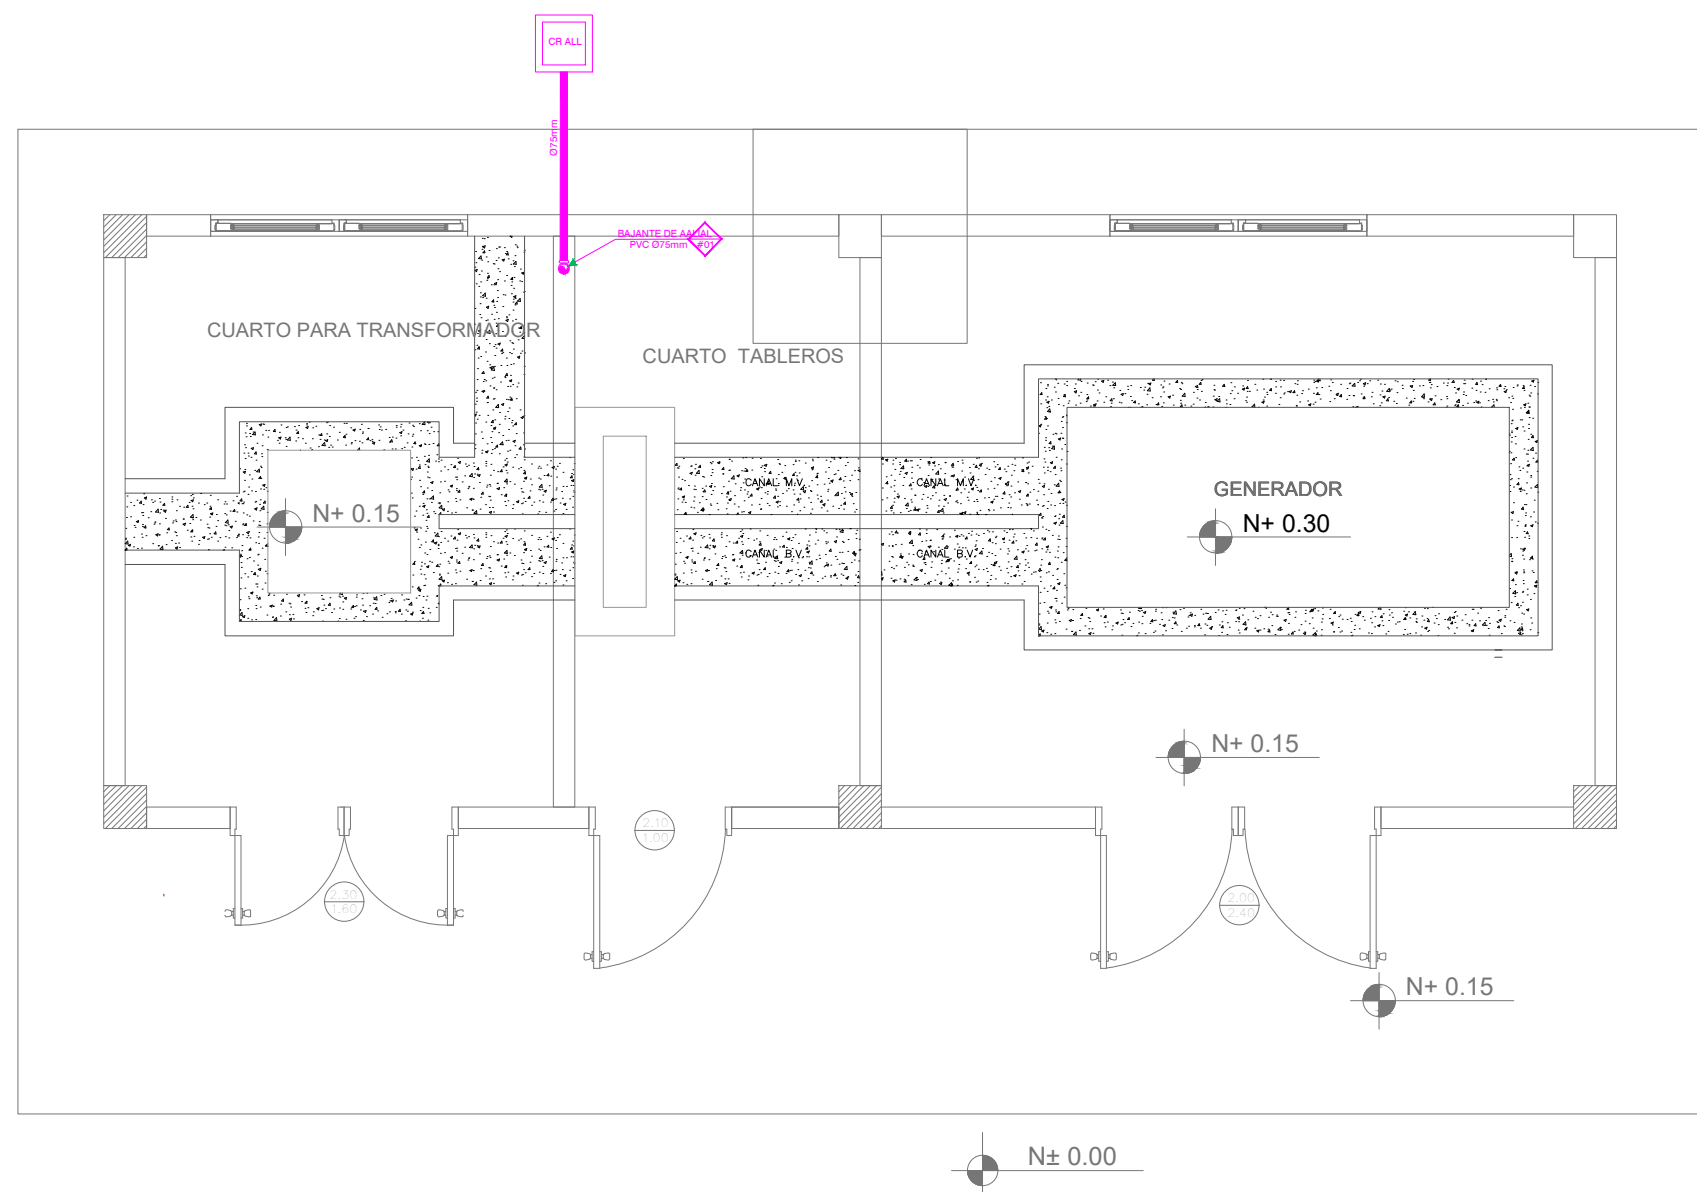 CR ALL
Ø75mm
BAJANTE DE AALLAL
PVC Ø75mm
#01
CUARTO PARA TRANSFORMADOR
CUARTO TABLEROS
CANAL M.V.
CANAL M.V.
GENERADOR
N+ 0.15
N+ 0.30
CANAL B.V.
CANAL B.V.
N+ 0.15
2.10
1.00
2.30
1.60
2.00
2.40
N+ 0.15
N± 0.00